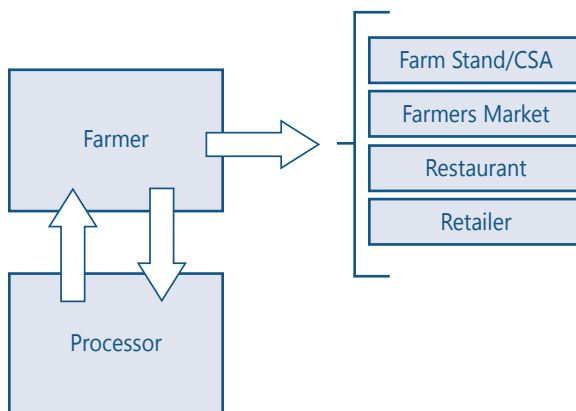 Farmer
Farm Stand/CSA
Farmers Market
Restaurant
Retailer
Processor